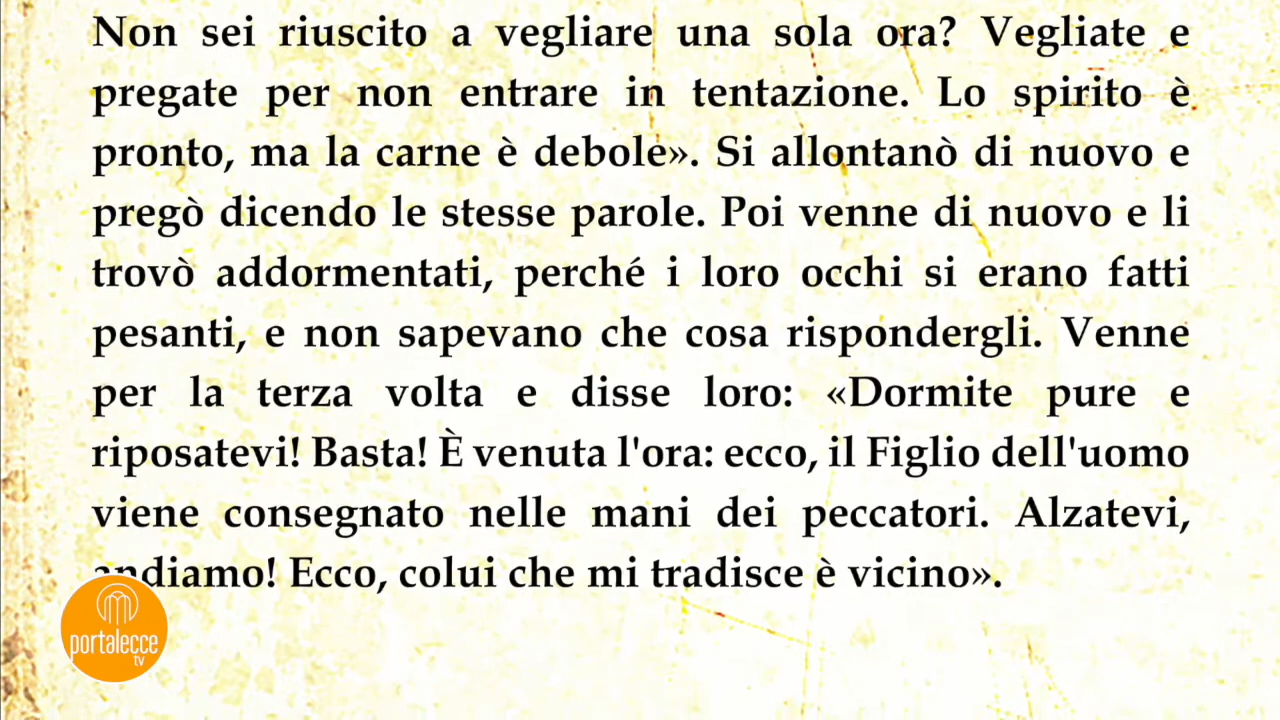 Non sei riuscito a vegliare una sola ora? Vegliate e
pregate per non entrare in tentazione. Lo spirito è
pronto, ma la carne è debole». Si allontanò di nuovo e
pregò dicendo le stesse parole. Poi venne di nuovo e li
trovò addormentati, perché i loro occhi si erano fatti
pesanti, e non sapevano che cosa rispondergli. Venne
per la terza volta e disse loro: «Dormite pure e
riposatevi! Basta! È venuta l'ora: ecco, il Figlio dell'uomo
viene consegnato nelle mani dei peccatori. Alzatevi,
andiamo! Ecco, colui che mi tradisce è vicino».
portalecce
tv